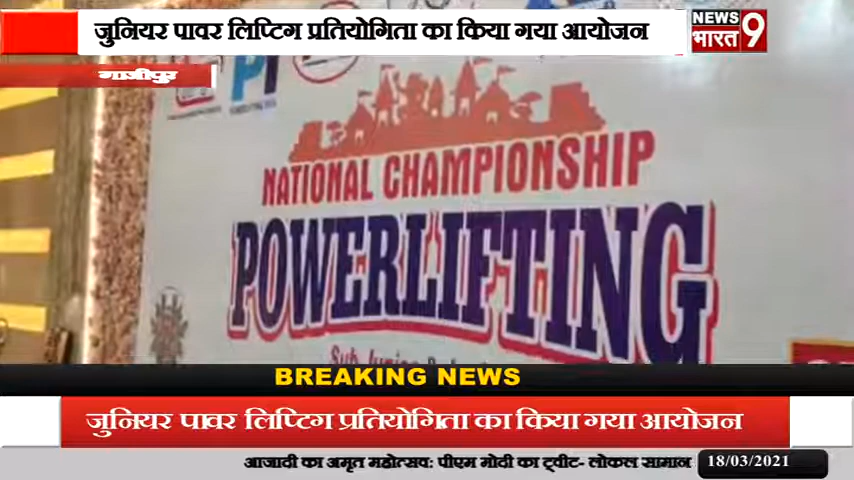 जुनियर पावर लिप्टिग प्रतियोगिता का किया गया आयोजन
NEWS
भारत 9
गाजीपुर
NATIONAL CHAMPIONSHIP
POWERLIFTING
BREAKING NEWS
जुनियर पावर लिप्टिग प्रतियोगिता का किया गया आयोजन
आजादी का अमृत महोत्सव: पीएम मोदी का ट्वीट- लोकल सामान
18/03/2021